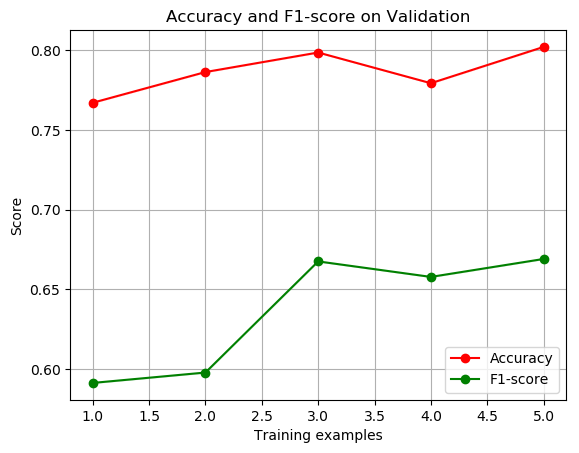 Accuracy and F1-score on Validation
Score
0.80
0.75
0.70
0.65
0.60
Accuracy
F1-score
1.0 1.5 2.0 2.5 3.0 3.5 4.0 4.5 5.0
Training examples